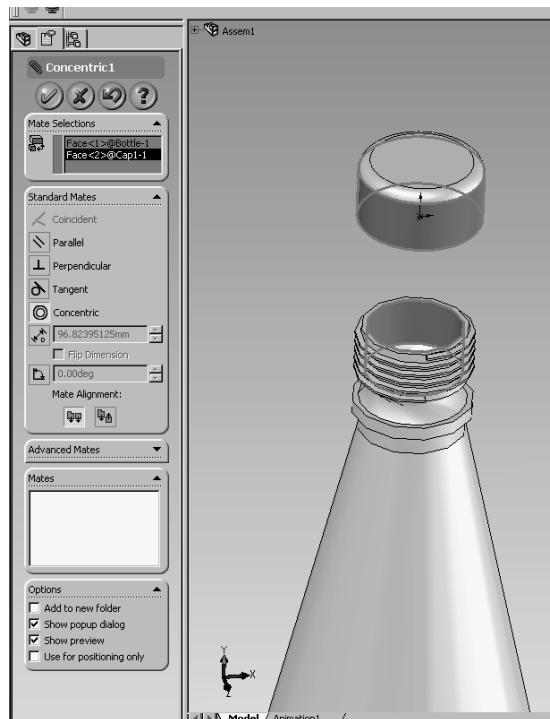 Assem1
Concentric1
?
Mate Selections
Face<1>@Bottle-1
Face<2>@Cap1-1
Standard Mates
Coincident
Parallel
Perpendicular
Tangent
Concentric
96.82395125mm
Flip Dimension
0.00deg
Mate Alignment:
Advanced Mates
Mates
Options
Add to new folder
Show popup dialog
Show preview
Use for positioning only
Y
X
Z
Model
Animation1